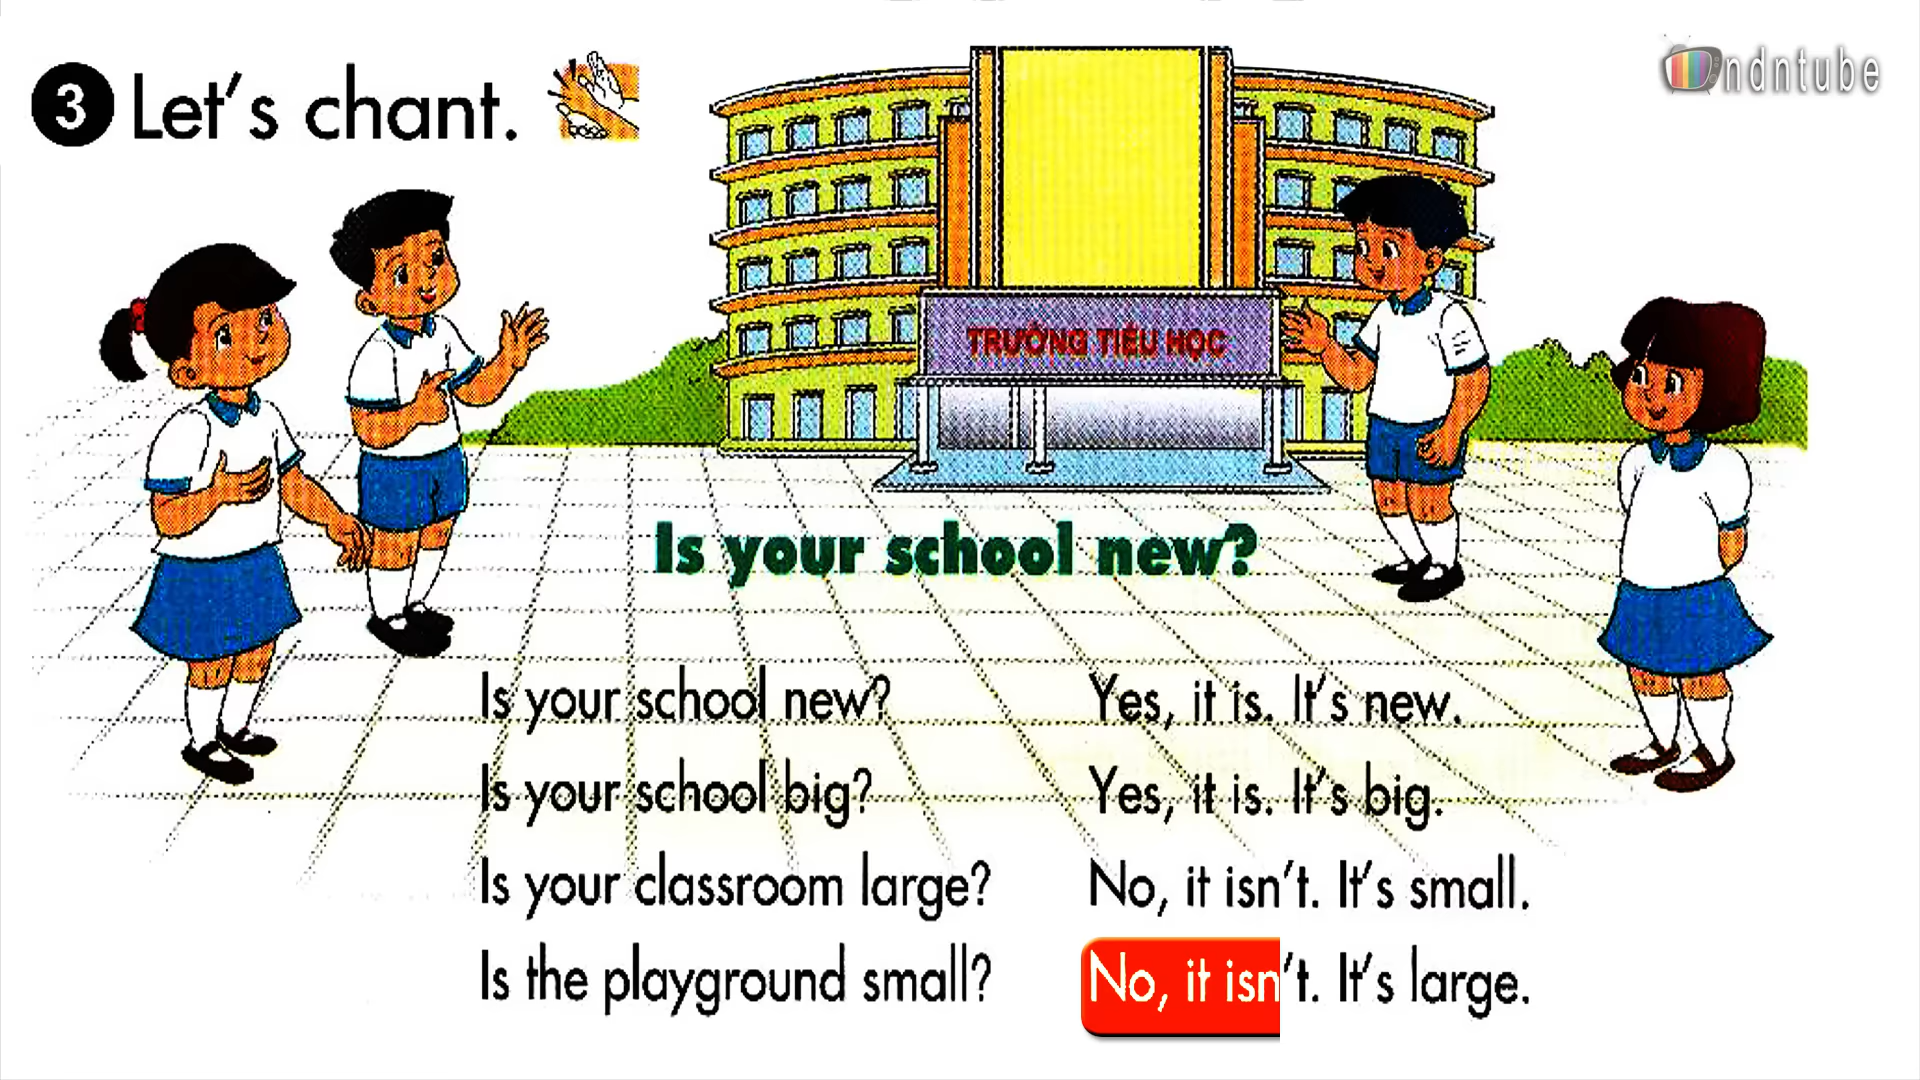 3 Let's chant.
ndntube
TRƯỜNG TIỂU HỌC
Is your school new?
Is your school new? Yes, it is. It's new.
Is your school big? Yes, it is. It's big.
Is your classroom large? No, it isn't. It's small.
Is the playground small? No, it isn't. It's large.